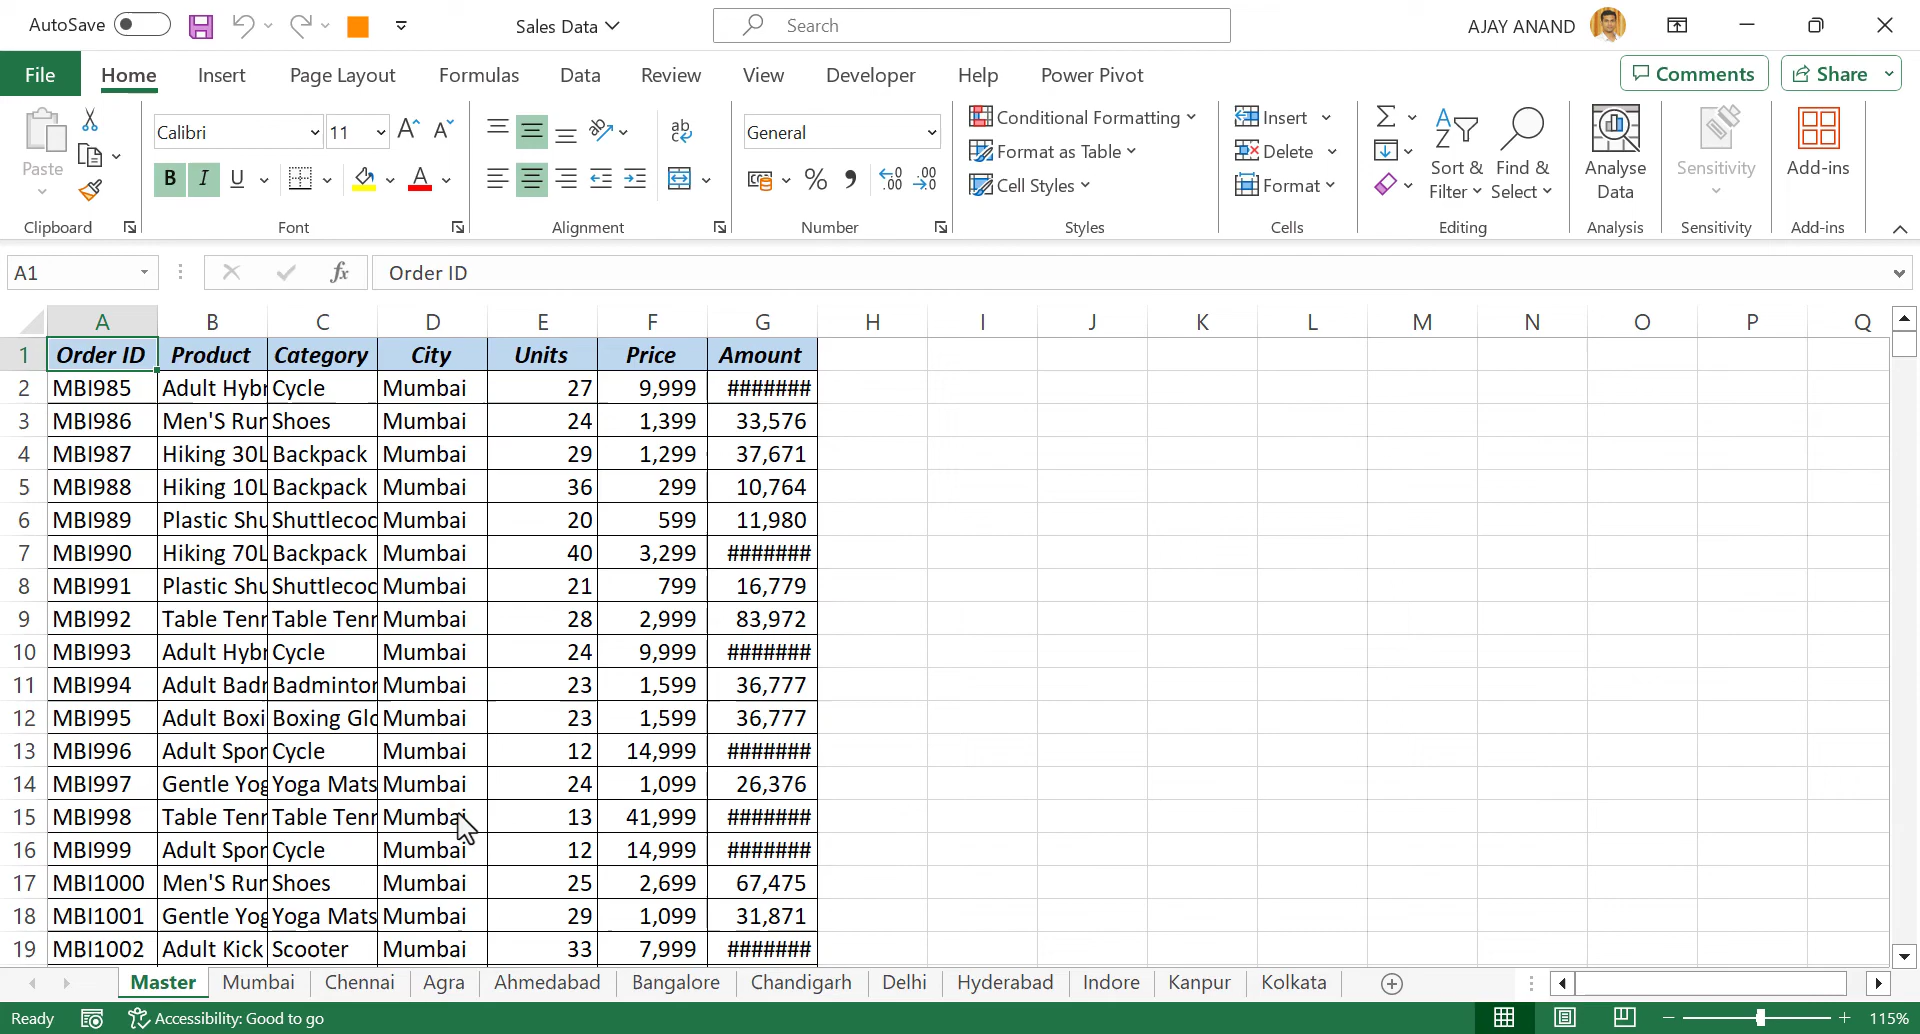 AutoSave Sales Data Search AJAY ANAND
File Home Insert Page Layout Formulas Data Review View Developer Help Power Pivot Comments Share
Paste Calibri 11 General Conditional Formatting Format as Table Cell Styles Insert Delete Format Sort & Filter Find & Select Analyse Data Sensitivity Add-ins
Clipboard Font Alignment Number Styles Cells Editing Analysis Sensitivity Add-ins
A1 fx Order ID
A B C D E F G H I J K L M N O P Q
1 Order ID Product Category City Units Price Amount
2 MBI985 Adult Hybr Cycle Mumbai 27 9,999 #######
3 MBI986 Men'S Rur Shoes Mumbai 24 1,399 33,576
4 MBI987 Hiking 30L Backpack Mumbai 29 1,299 37,671
5 MBI988 Hiking 10L Backpack Mumbai 36 299 10,764
6 MBI989 Plastic Shu Shuttlecoc Mumbai 20 599 11,980
7 MBI990 Hiking 70L Backpack Mumbai 40 3,299 #######
8 MBI991 Plastic Shu Shuttlecoc Mumbai 21 799 16,779
9 MBI992 Table Tenr Table Tenr Mumbai 28 2,999 83,972
10 MBI993 Adult Hybr Cycle Mumbai 24 9,999 #######
11 MBI994 Adult Badr Badmintor Mumbai 23 1,599 36,777
12 MBI995 Adult Boxi Boxing Glo Mumbai 23 1,599 36,777
13 MBI996 Adult Spor Cycle Mumbai 12 14,999 #######
14 MBI997 Gentle Yog Yoga Mats Mumbai 24 1,099 26,376
15 MBI998 Table Tenr Table Tenr Mumbai 13 41,999 #######
16 MBI999 Adult Spor Cycle Mumbai 12 14,999 #######
17 MBI1000 Men'S Rur Shoes Mumbai 25 2,699 67,475
18 MBI1001 Gentle Yog Yoga Mats Mumbai 29 1,099 31,871
19 MBI1002 Adult Kick Scooter Mumbai 33 7,999 #######
Master Mumbai Chennai Agra Ahmedabad Bangalore Chandigarh Delhi Hyderabad Indore Kanpur Kolkata
Ready Accessibility: Good to go 115%